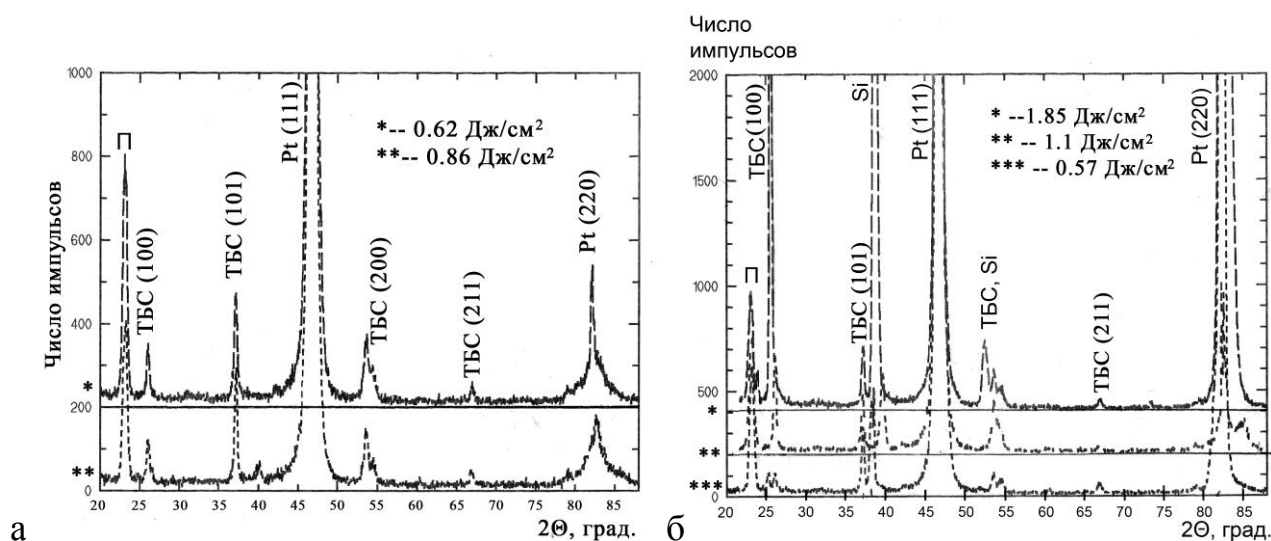 1000
800
600
400
200
0
Число импульсов
П
ТБС (100)
ТБС (101)
Pt (111)
*-- 0.62 Дж/см²
**-- 0.86 Дж/см²
ТБС (200)
ТБС (211)
Pt (220)
*
**
20 26 30 35 40 45 50 55 60 65 70 75 80 85
2Θ, град.
а
Число
импульсов
2000
1500
1000
500
0
П
ТБС(100)
ТБС (101)
Si
Pt (111)
* --1.85 Дж/см²
** -- 1.1 Дж/см²
*** -- 0.57 Дж/см²
ТБС, Si
ТБС (211)
Pt (220)
*
**
***
20 25 30 35 40 45 50 55 60 65 70 75 80 85
2Θ, град.
б